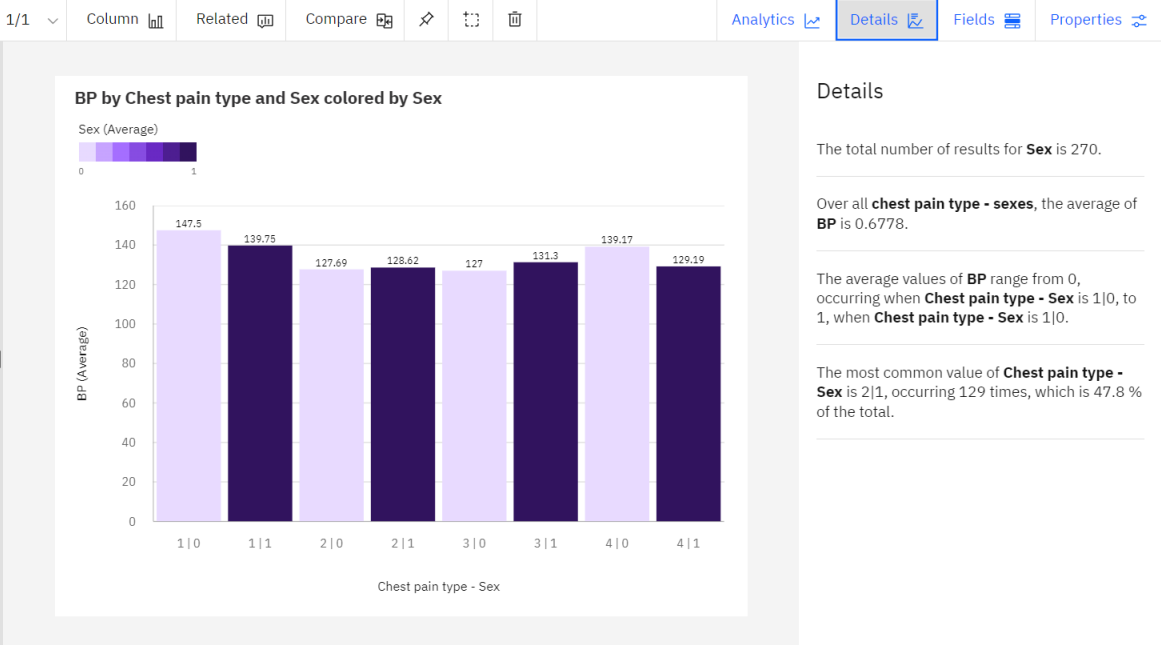 1/1 Column Related Compare Analytics Details Fields Properties
BP by Chest pain type and Sex colored by Sex
Sex (Average)
0 1
BP (Average)
160
140
120
100
80
60
40
20
0
147.5 139.75 127.69 128.62 127 131.3 139.17 129.19
1|0 1|1 2|0 2|1 3|0 3|1 4|0 4|1
Chest pain type - Sex
Details
The total number of results for Sex is 270.
Over all chest pain type - sexes, the average of
BP is 0.6778.
The average values of BP range from 0,
occurring when Chest pain type - Sex is 1|0, to
1, when Chest pain type - Sex is 1|0.
The most common value of Chest pain type -
Sex is 2|1, occurring 129 times, which is 47.8 %
of the total.